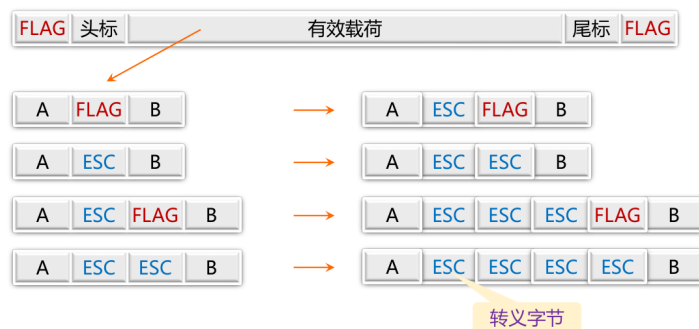 FLAG 头标 有效载荷 尾标 FLAG
A FLAG B A ESC FLAG B
A ESC B A ESC ESC B
A ESC FLAG B A ESC ESC ESC FLAG B
A ESC ESC B A ESC ESC ESC ESC B
转义字节